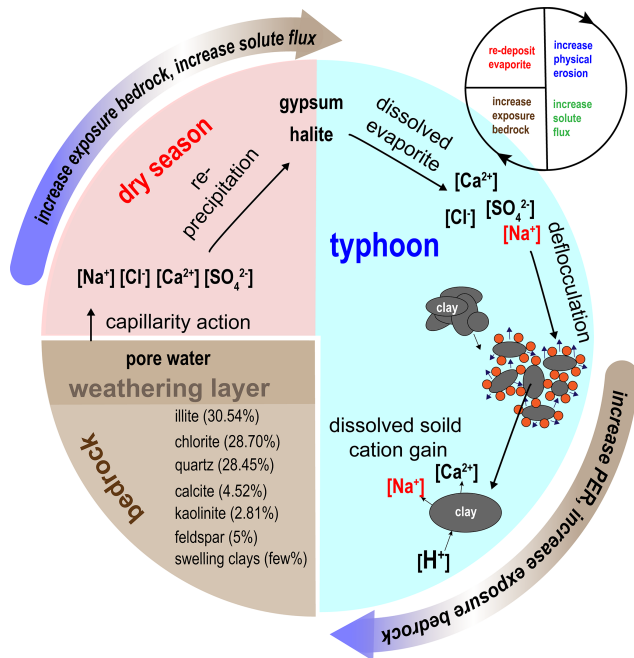 increase exposure bedrock, increase solute flux
re-deposit
evaporite
increase
physical
erosion
increase
exposure
bedrock
increase
solute
flux
dry season
re-
precipitation
gypsum
halite
dissolved
evaporite
[Ca²⁺]
[Cl⁻]
[SO₄²⁻]
[Na⁺]
typhoon
deflocculation
[Na⁺] [Cl⁻] [Ca²⁺] [SO₄²⁻]
capillarity action
clay
pore water
weathering layer
bedrock
illite (30.54%)
chlorite (28.70%)
quartz (28.45%)
calcite (4.52%)
kaolinite (2.81%)
feldspar (5%)
swelling clays (few%)
dissolved soild
cation gain
[Ca²⁺]
[Na⁺]
clay
[H⁺]
increase PER, increase exposure bedrock